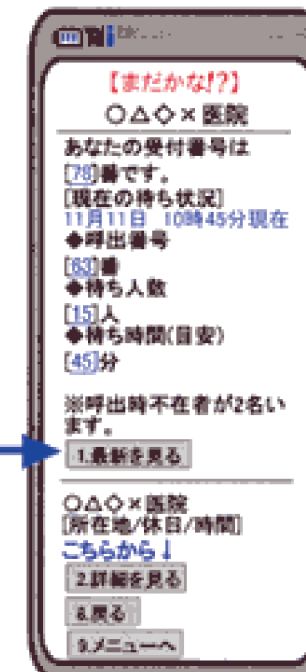 【まだかな!?】
○△◇×医院
あなたの受付番号は
[78]番です。
[現在の待ち状況]
11月11日 10時45分現在
◆呼出番号
[63]番
◆待ち人数
[15]人
◆待ち時間(目安)
[45]分
※呼出時不在者が2名い
ます。
1.最新を見る
○△◇×医院
[所在地/休日/時間]
こちらから↓
2.詳細を見る
8.戻る
9.メニューへ